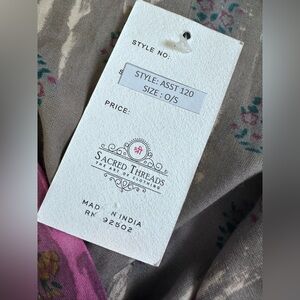 STYLE NO:
STYLE: ASST 120
SIZE : O/S
PRICE:
SACRED THREADS
THE ART OF CLOTHING
MADE IN INDIA
RN 92502